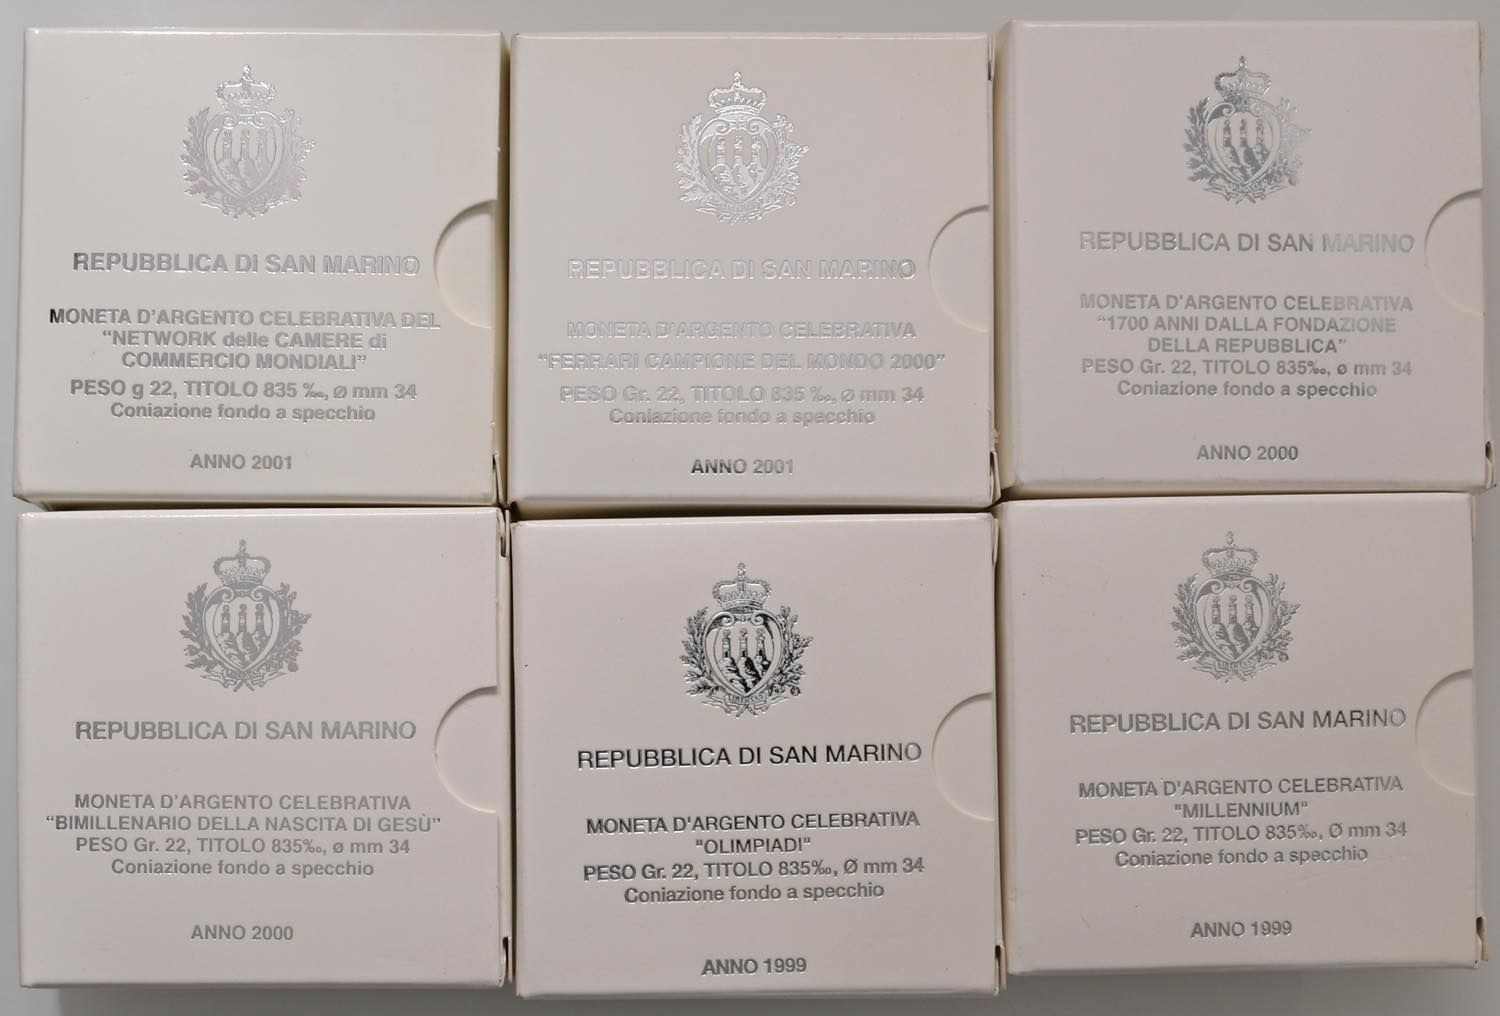 REPUBBLICA DI SAN MARINO
MONETA D'ARGENTO CELEBRATIVA DEL
"NETWORK delle CAMERE di
COMMERCIO MONDIALI"
PESO g 22, TITOLO 835 ‰, Ø mm 34
Coniazione fondo a specchio
ANNO 2001
REPUBBLICA DI SAN MARINO
MONETA D'ARGENTO CELEBRATIVA
"FERRARI CAMPIONE DEL MONDO 2000"
PESO Gr. 22, TITOLO 835 ‰, Ø mm 34
Coniazione fondo a specchio
ANNO 2001
REPUBBLICA DI SAN MARINO
MONETA D'ARGENTO CELEBRATIVA
"1700 ANNI DALLA FONDAZIONE
DELLA REPUBBLICA"
PESO Gr. 22, TITOLO 835‰, ø mm 34
Coniazione fondo a specchio
ANNO 2000
REPUBBLICA DI SAN MARINO
MONETA D'ARGENTO CELEBRATIVA
"BIMILLENARIO DELLA NASCITA DI GESÙ"
PESO Gr. 22, TITOLO 835‰, ø mm 34
Coniazione fondo a specchio
ANNO 2000
LIBERTAS
REPUBBLICA DI SAN MARINO
MONETA D'ARGENTO CELEBRATIVA
"OLIMPIADI"
PESO Gr. 22, TITOLO 835‰, Ø mm 34
Coniazione fondo a specchio
ANNO 1999
LIBERTAS
REPUBBLICA DI SAN MARINO
MONETA D'ARGENTO CELEBRATIVA
"MILLENNIUM"
PESO Gr. 22, TITOLO 835‰, Ø mm 34
Coniazione fondo a specchio
ANNO 1999